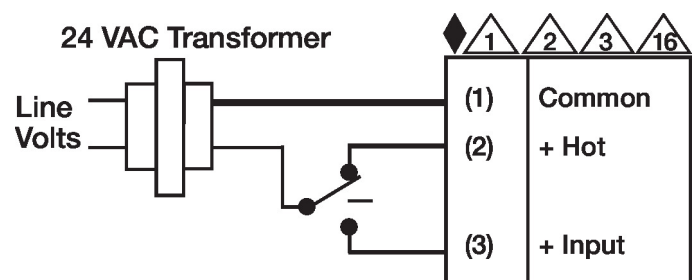 24 VAC Transformer
1 2 3 16
Line
Volts
(1) Common
(2) + Hot
(3) + Input